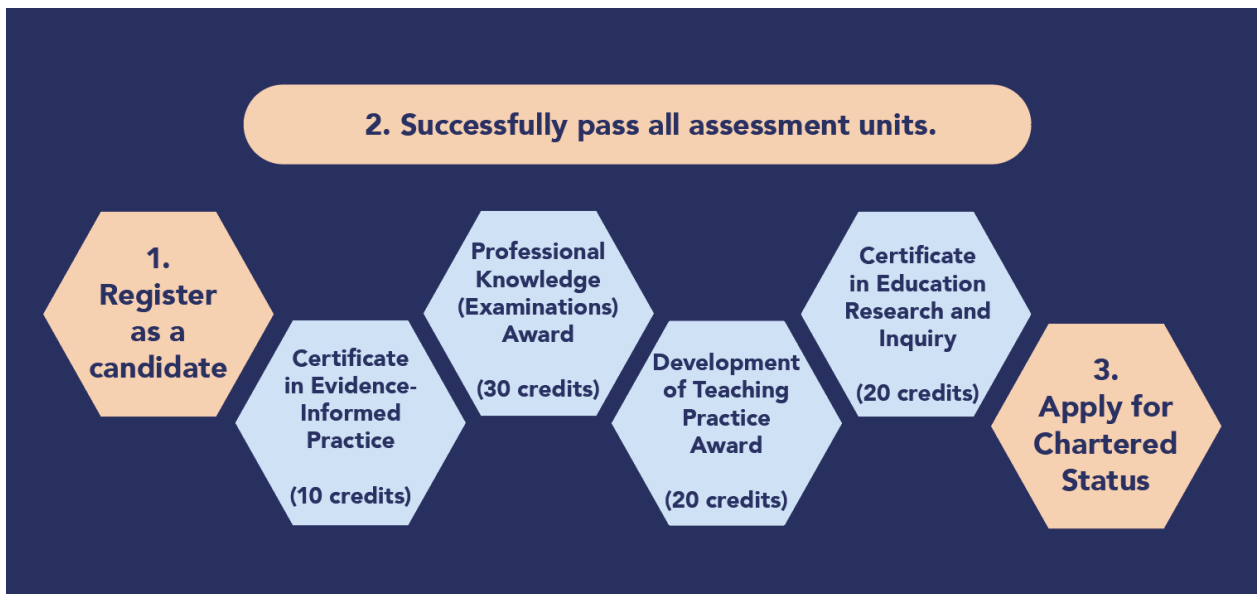 2. Successfully pass all assessment units.
1.
Register
as a
candidate
Certificate
in Evidence-
Informed
Practice
(10 credits)
Professional
Knowledge
(Examinations)
Award
(30 credits)
Development
of Teaching
Practice
Award
(20 credits)
Certificate
in Education
Research and
Inquiry
(20 credits)
3.
Apply for
Chartered
Status